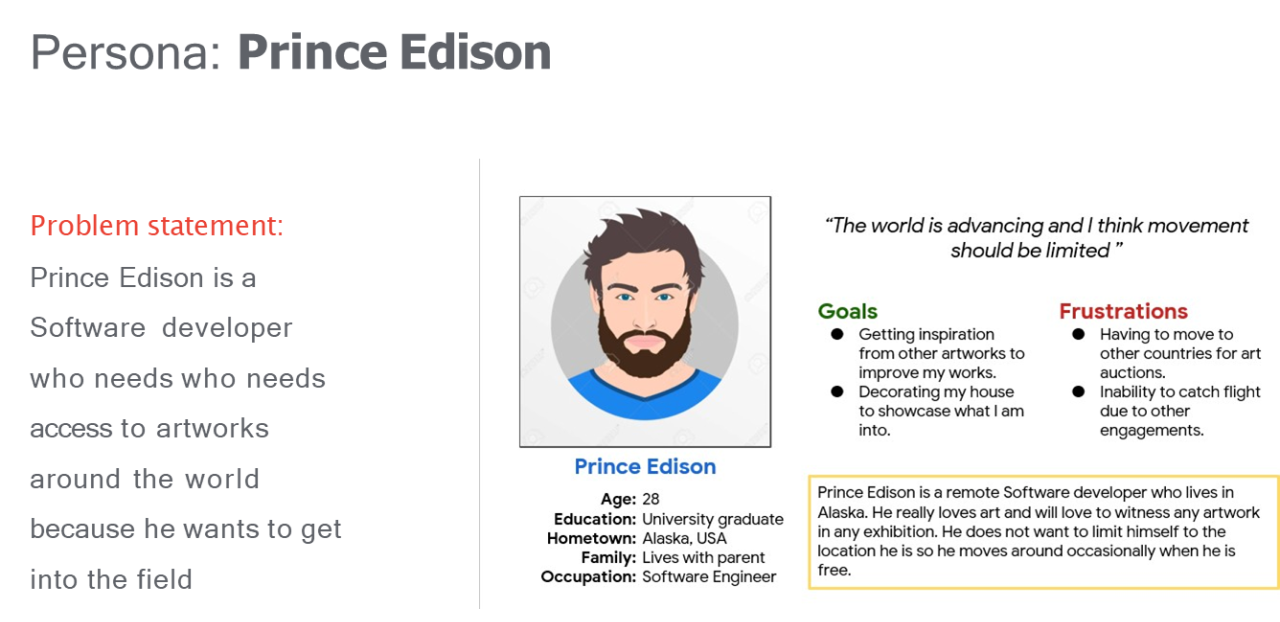 Persona: Prince Edison
Problem statement:
Prince Edison is a
Software developer
who needs who needs
access to artworks
around the world
because he wants to get
into the field
Prince Edison
Age: 28
Education: University graduate
Hometown: Alaska, USA
Family: Lives with parent
Occupation: Software Engineer
“The world is advancing and I think movement
should be limited ”
Goals
● Getting inspiration
from other artworks to
improve my works.
● Decorating my house
to showcase what I am
into.
Frustrations
● Having to move to
other countries for art
auctions.
● Inability to catch flight
due to other
engagements.
Prince Edison is a remote Software developer who lives in
Alaska. He really loves art and will love to witness any artwork
in any exhibition. He does not want to limit himself to the
location he is so he moves around occasionally when he is
free.